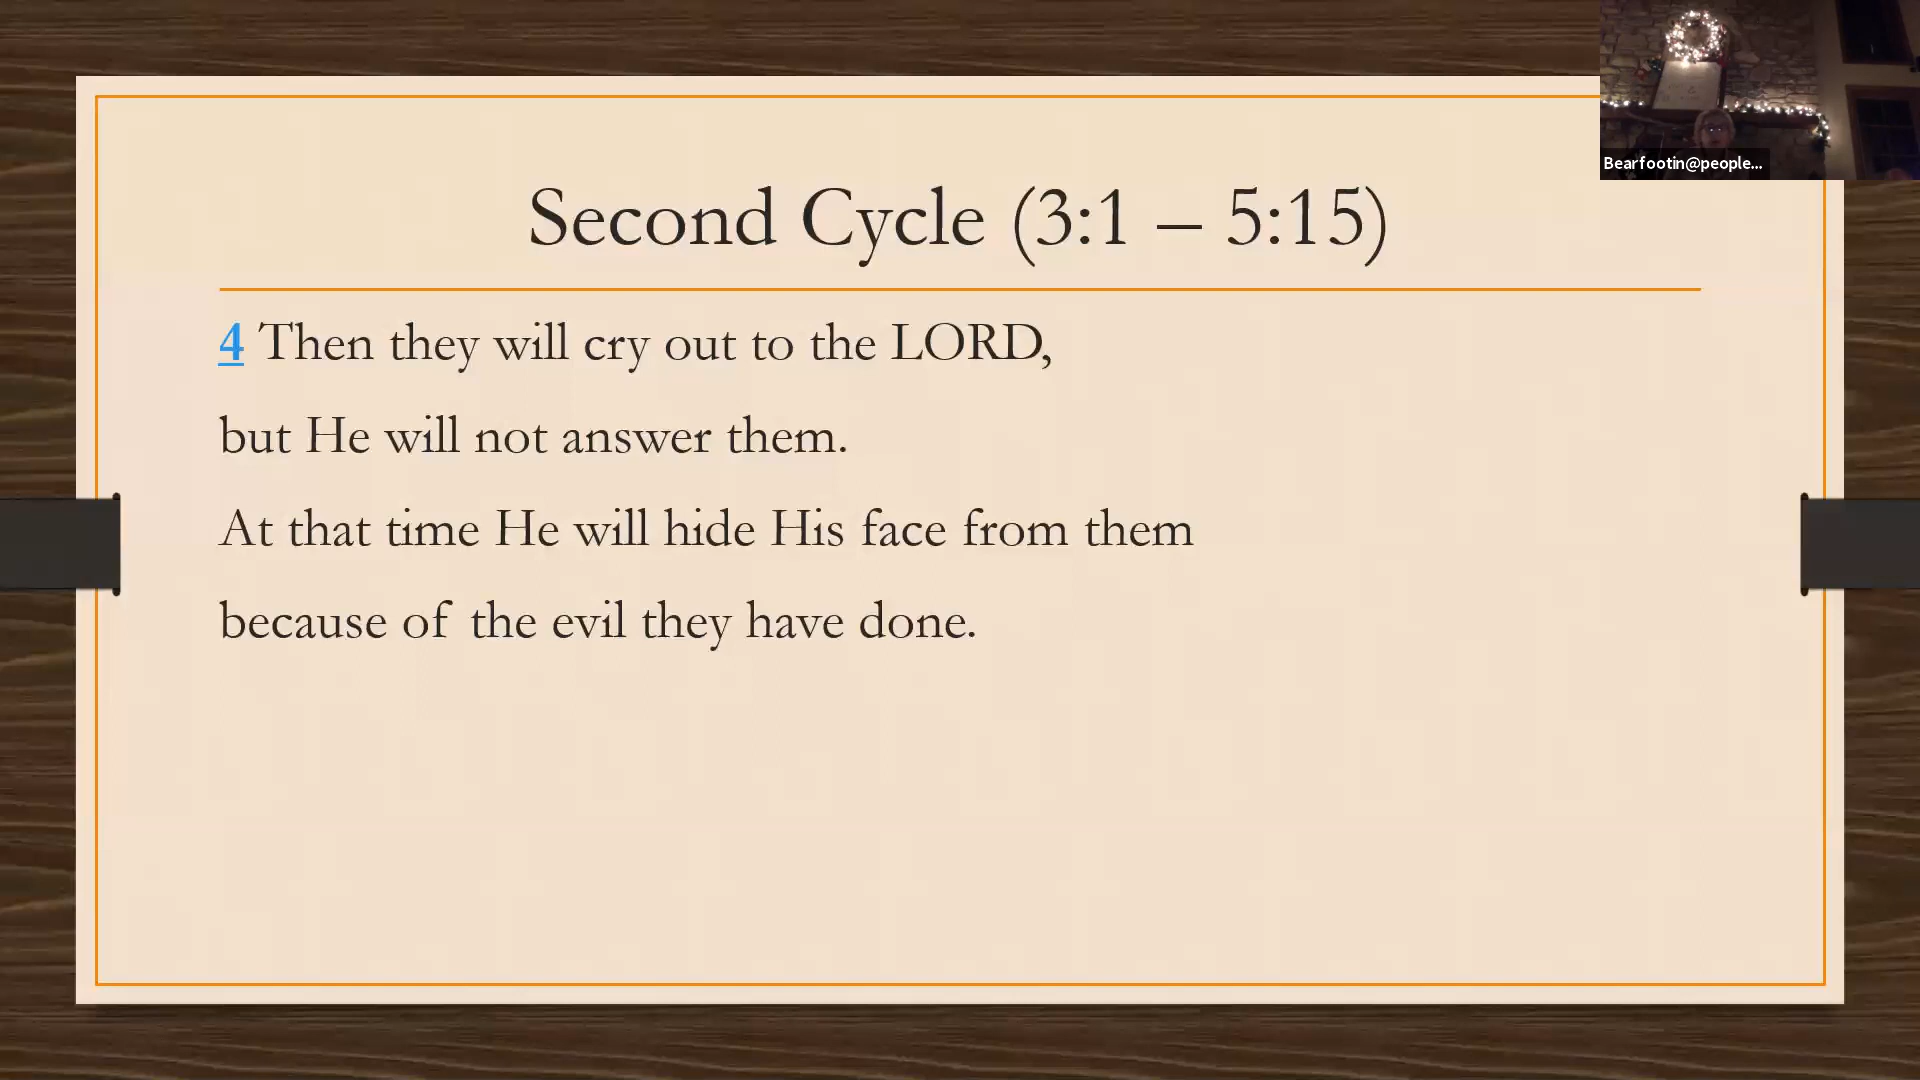 Second Cycle (3:1 – 5:15)
4 Then they will cry out to the LORD,
but He will not answer them.
At that time He will hide His face from them
because of the evil they have done.
Bearfootin@people...